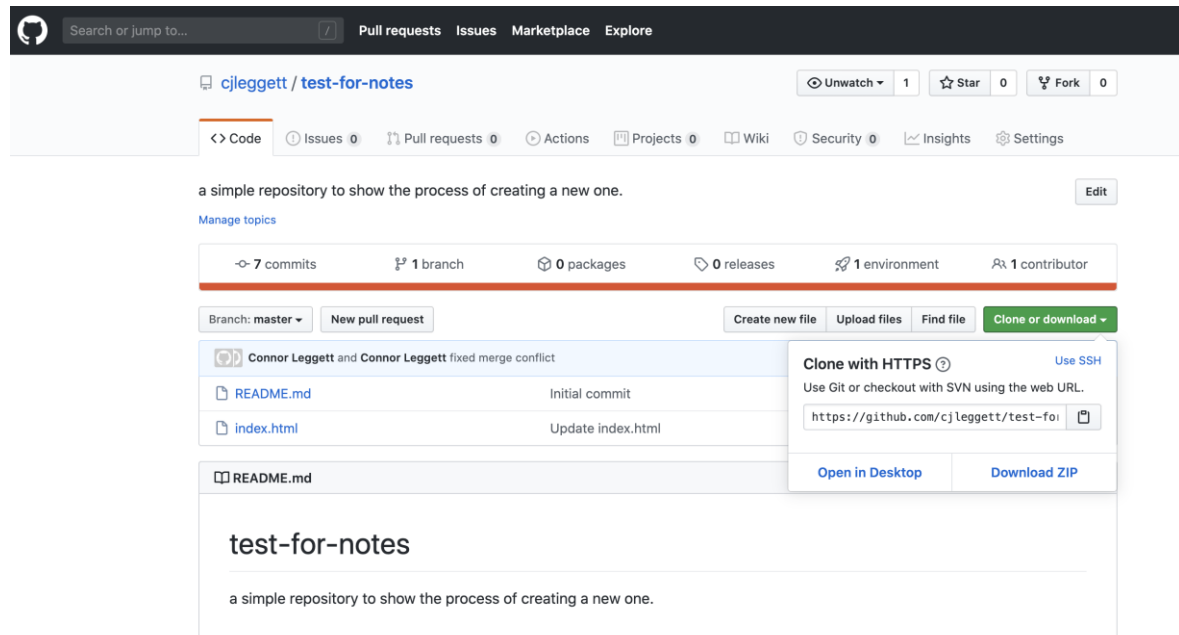 Search or jump to... / Pull requests Issues Marketplace Explore
cjleggett / test-for-notes Unwatch 1 Star 0 Fork 0
<> Code Issues 0 Pull requests 0 Actions Projects 0 Wiki Security 0 Insights Settings
a simple repository to show the process of creating a new one. Edit
Manage topics
7 commits 1 branch 0 packages 0 releases 1 environment 1 contributor
Branch: master New pull request Create new file Upload files Find file Clone or download
Connor Leggett and Connor Leggett fixed merge conflict
README.md Initial commit
index.html Update index.html
Clone with HTTPS ? Use SSH
Use Git or checkout with SVN using the web URL.
https://github.com/cjleggett/test-for
Open in Desktop Download ZIP
README.md
test-for-notes
a simple repository to show the process of creating a new one.